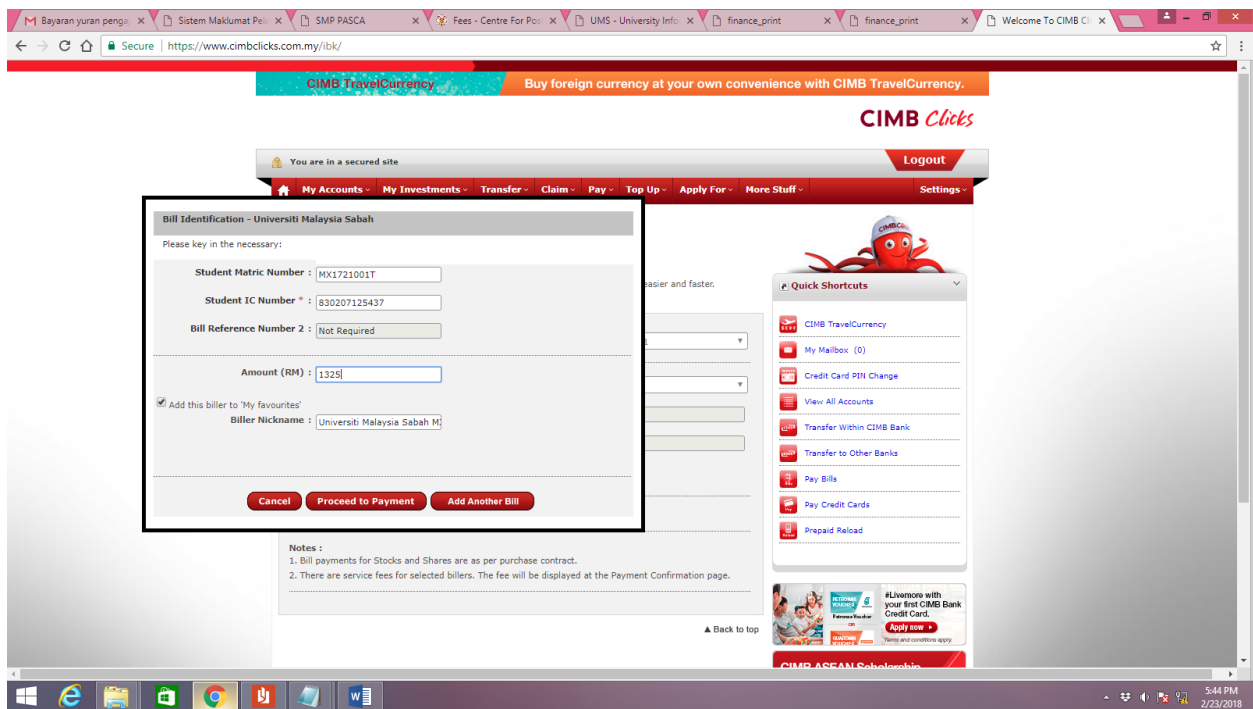 Bayaran yuran penga
Sistem Maklumat Pela
SMP PASCA
Fees - Centre For Pos
UMS - University Info
finance_print
finance_print
Welcome To CIMB Cl
Secure | https://www.cimbclicks.com.my/ibk/
CIMB TravelCurrency
Buy foreign currency at your own convenience with CIMB TravelCurrency.
CIMB Clicks
You are in a secured site
Logout
My Accounts
My Investments
Transfer
Claim
Pay
Top Up
Apply For
More Stuff
Settings
Bill Identification - Universiti Malaysia Sabah
Please key in the necessary:
Student Matric Number : MX1721001T
Student IC Number * : 830207125437
Bill Reference Number 2 : Not Required
Amount (RM) : 1325
Add this biller to 'My favourites'
Biller Nickname : Universiti Malaysia Sabah M
Cancel
Proceed to Payment
Add Another Bill
easier and faster.
1
Notes :
1. Bill payments for Stocks and Shares are as per purchase contract.
2. There are service fees for selected billers. The fee will be displayed at the Payment Confirmation page.
▲ Back to top
CIMB
Quick Shortcuts
CIMB TravelCurrency
My Mailbox (0)
Credit Card PIN Change
View All Accounts
Transfer Within CIMB Bank
Transfer to Other Banks
Pay Bills
Pay Credit Cards
Prepaid Reload
#Livemore with
your first CIMB Bank
Credit Card.
Apply now
Terms and conditions apply.
CIMB ASEAN Scholarship
5:44 PM
2/23/2018